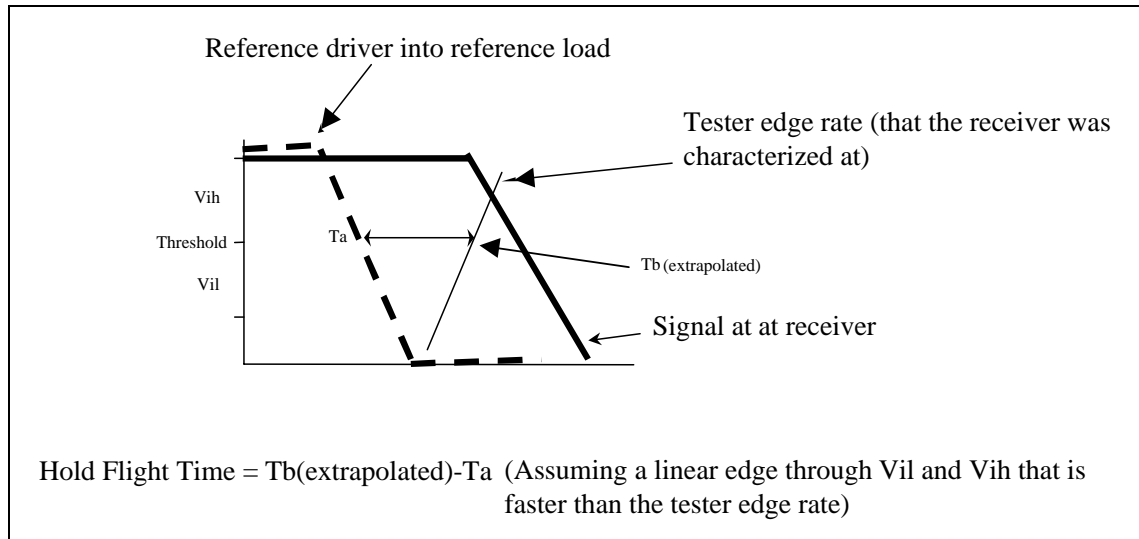 Reference driver into reference load
Tester edge rate (that the receiver was
characterized at)
Vih
Threshold
Ta
Tb(extrapolated)
Vil
Signal at at receiver
Hold Flight Time = Tb(extrapolated)-Ta (Assuming a linear edge through Vil and Vih that is
faster than the tester edge rate)